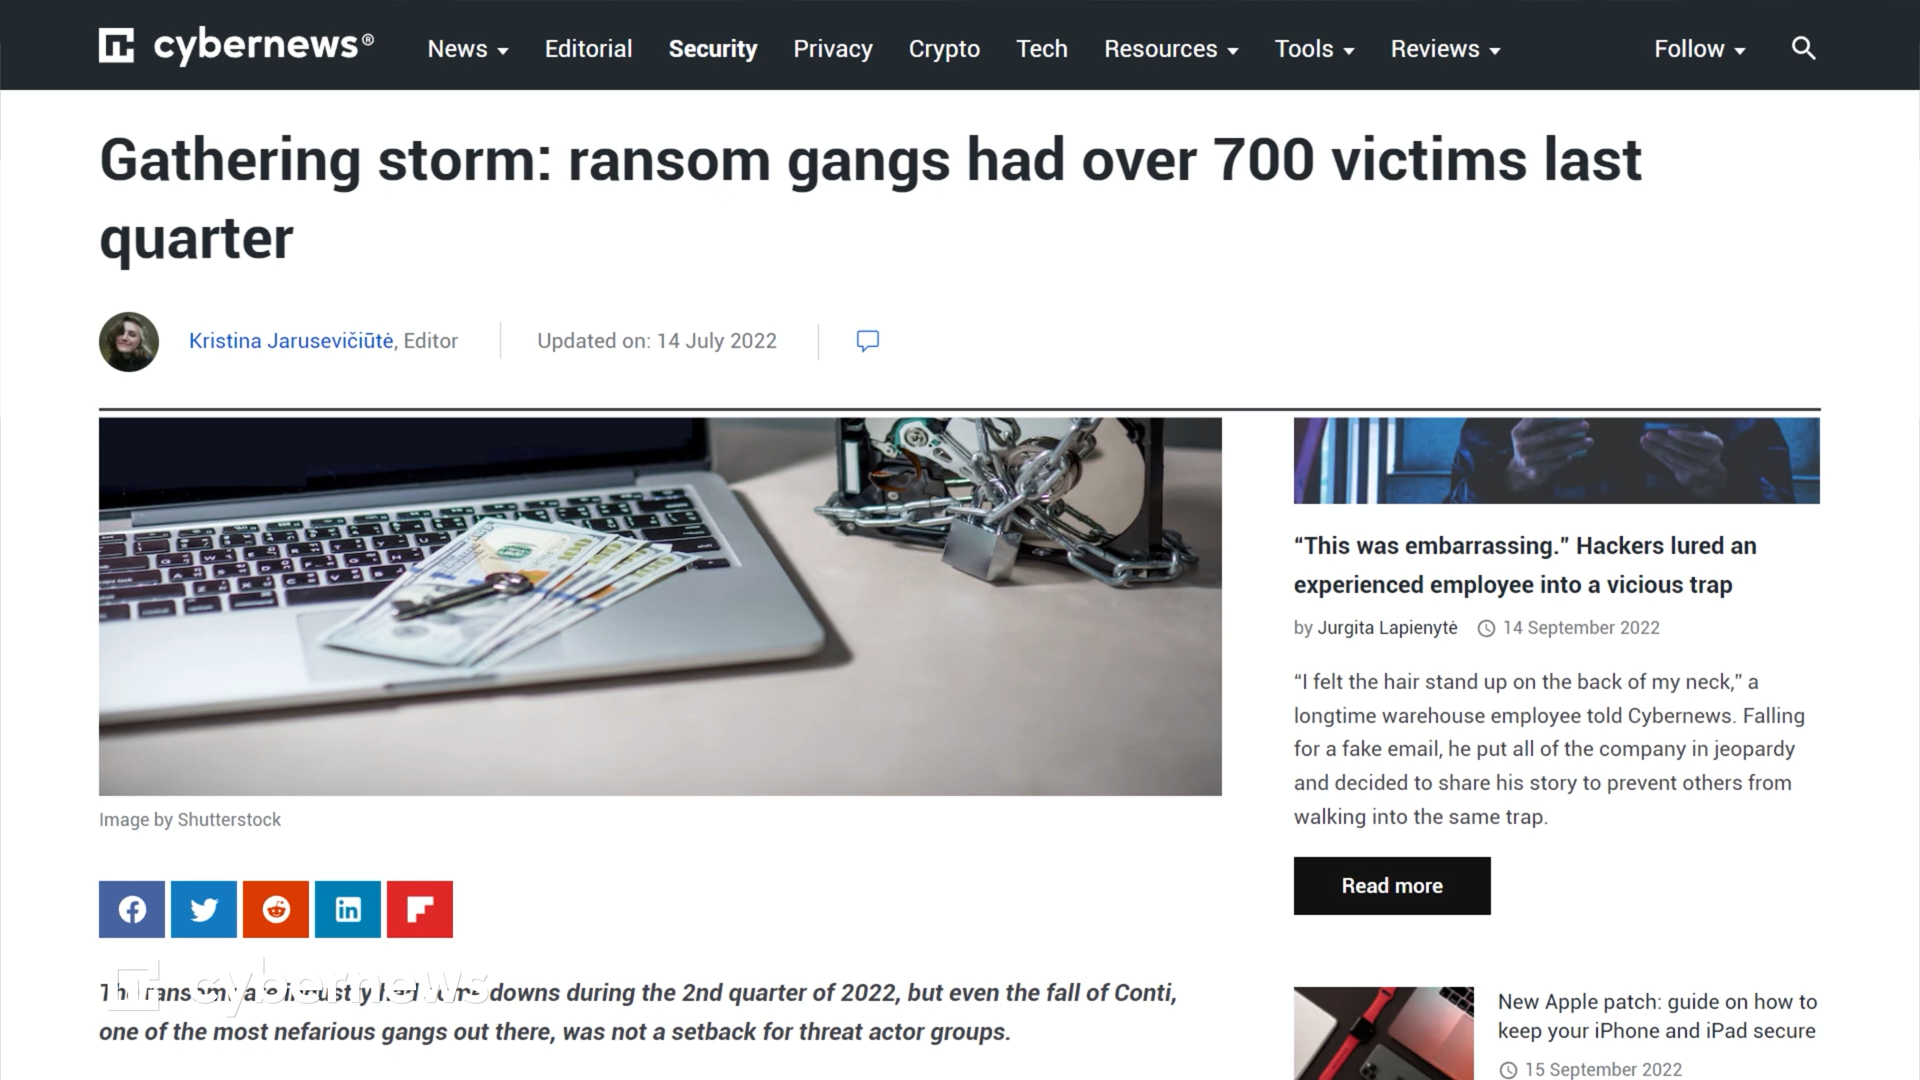 cybernews®
News Editorial Security Privacy Crypto Tech Resources Tools Reviews Follow
Gathering storm: ransom gangs had over 700 victims last
quarter
Kristina Jarusevičiūtė, Editor
Updated on: 14 July 2022
Image by Shutterstock
The ransomware industry had some downs during the 2nd quarter of 2022, but even the fall of Conti,
one of the most nefarious gangs out there, was not a setback for threat actor groups.
cybernews
“This was embarrassing.” Hackers lured an
experienced employee into a vicious trap
by Jurgita Lapienytė 14 September 2022
“I felt the hair stand up on the back of my neck,” a
longtime warehouse employee told Cybernews. Falling
for a fake email, he put all of the company in jeopardy
and decided to share his story to prevent others from
walking into the same trap.
Read more
New Apple patch: guide on how to
keep your iPhone and iPad secure
15 September 2022